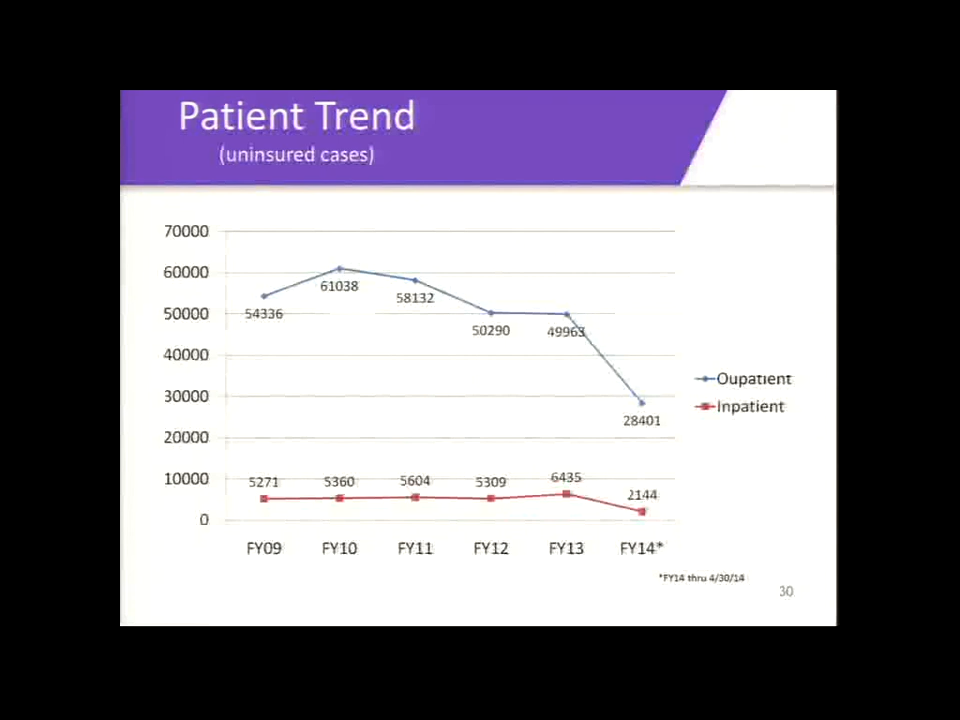 Patient Trend
(uninsured cases)
70000
60000
50000
40000
30000
20000
10000
0
54336
61038
58132
50290
49963
28401
5271
5360
5604
5309
6435
2144
FY09
FY10
FY11
FY12
FY13
FY14*
Oupatient
Inpatient
*FY14 thru 4/30/14
30